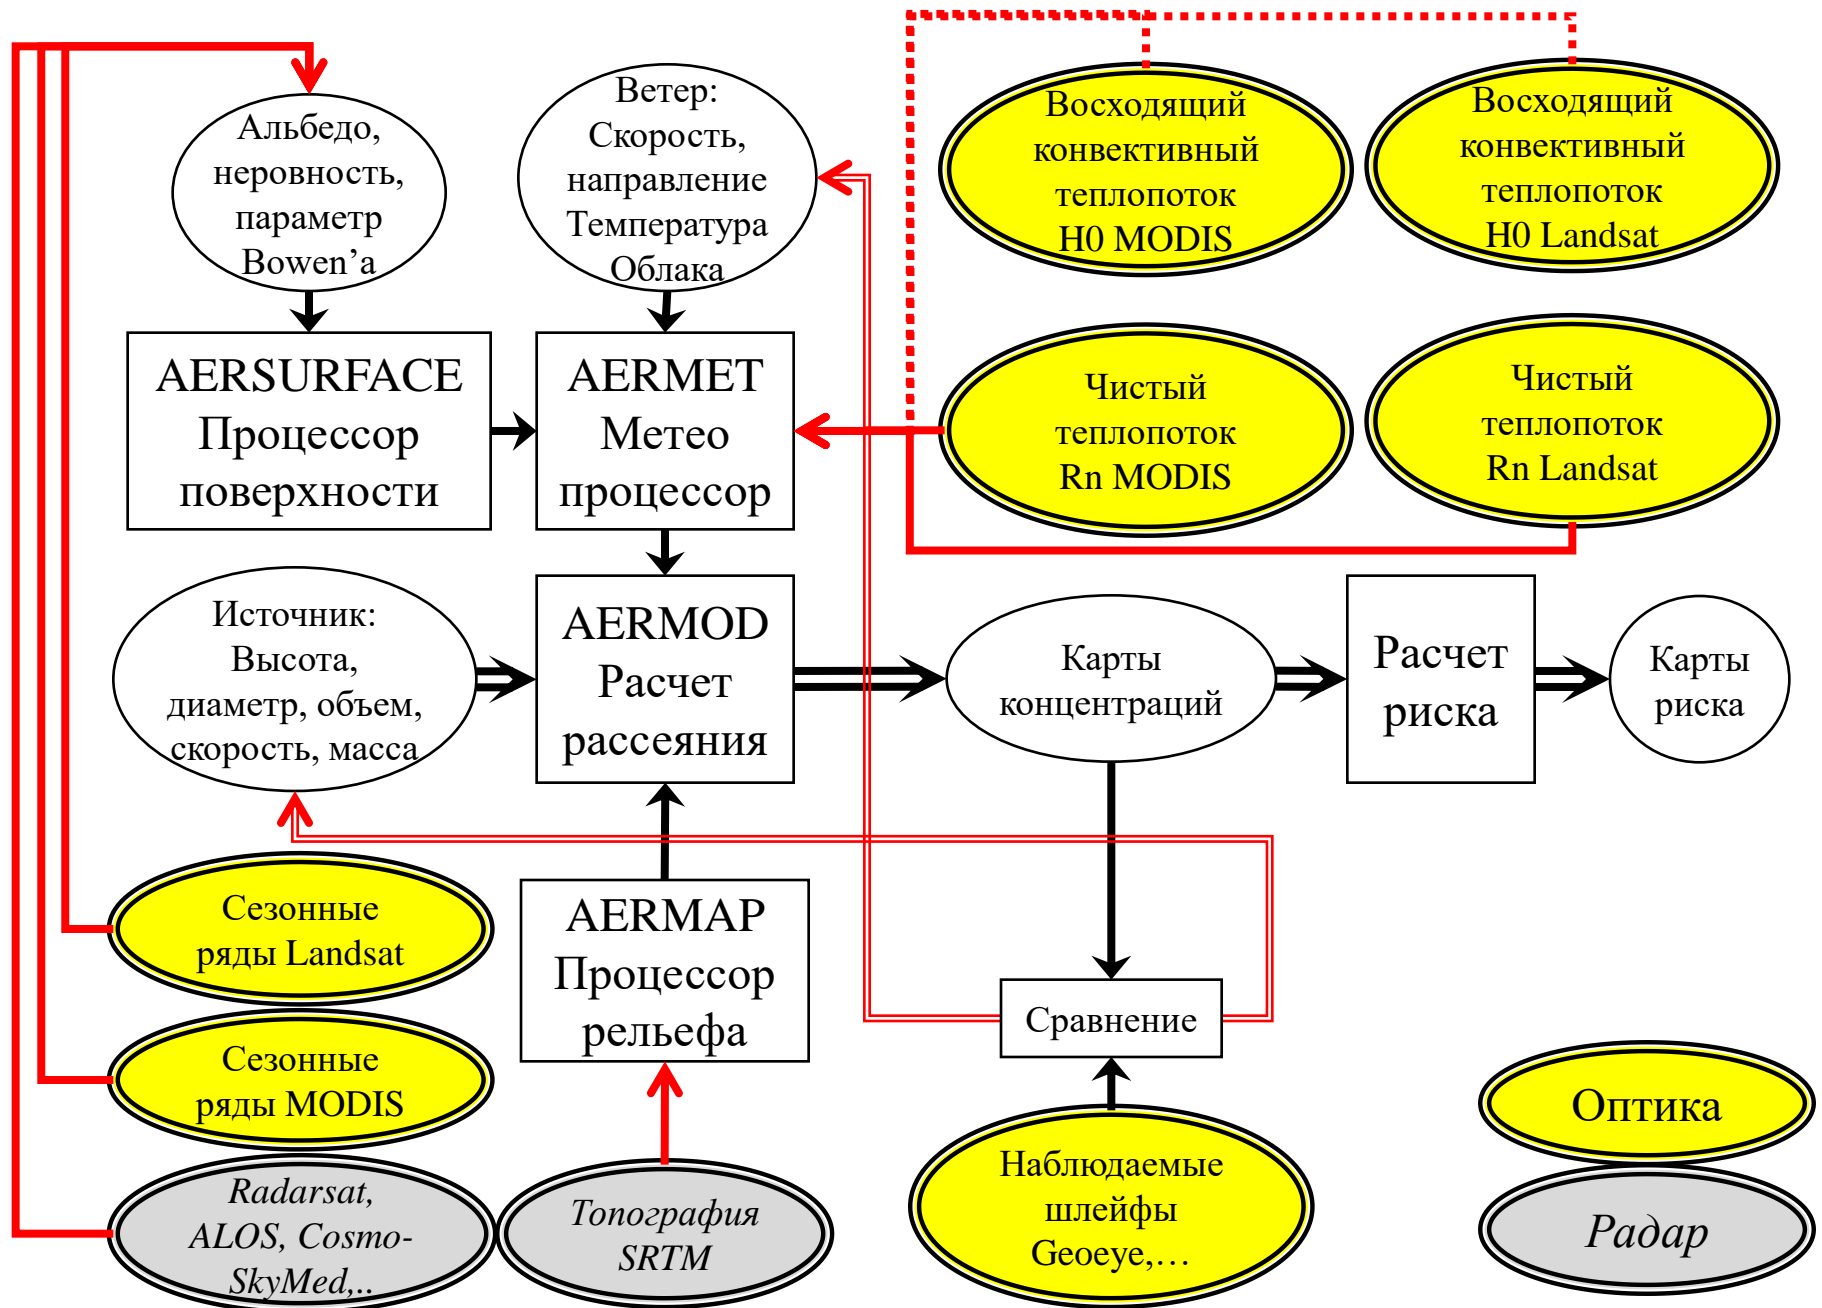 Альбедо,
неровность,
параметр
Bowen’а
Ветер:
Скорость,
направление
Температура
Облака
Восходящий
конвективный
теплопоток
H0 MODIS
Восходящий
конвективный
теплопоток
H0 Landsat
AERSURFACE
Процессор
поверхности
AERMET
Метео
процессор
Чистый
теплопоток
Rn MODIS
Чистый
теплопоток
Rn Landsat
Источник:
Высота,
диаметр, объем,
скорость, масса
AERMOD
Расчет
рассеяния
Карты
концентраций
Расчет
риска
Карты
риска
Сезонные
ряды Landsat
AERMAP
Процессор
рельефа
Сравнение
Сезонные
ряды MODIS
Radarsat,
ALOS, Cosmo-
SkyMed,..
Топография
SRTM
Наблюдаемые
шлейфы
Geoeye,…
Оптика
Радар